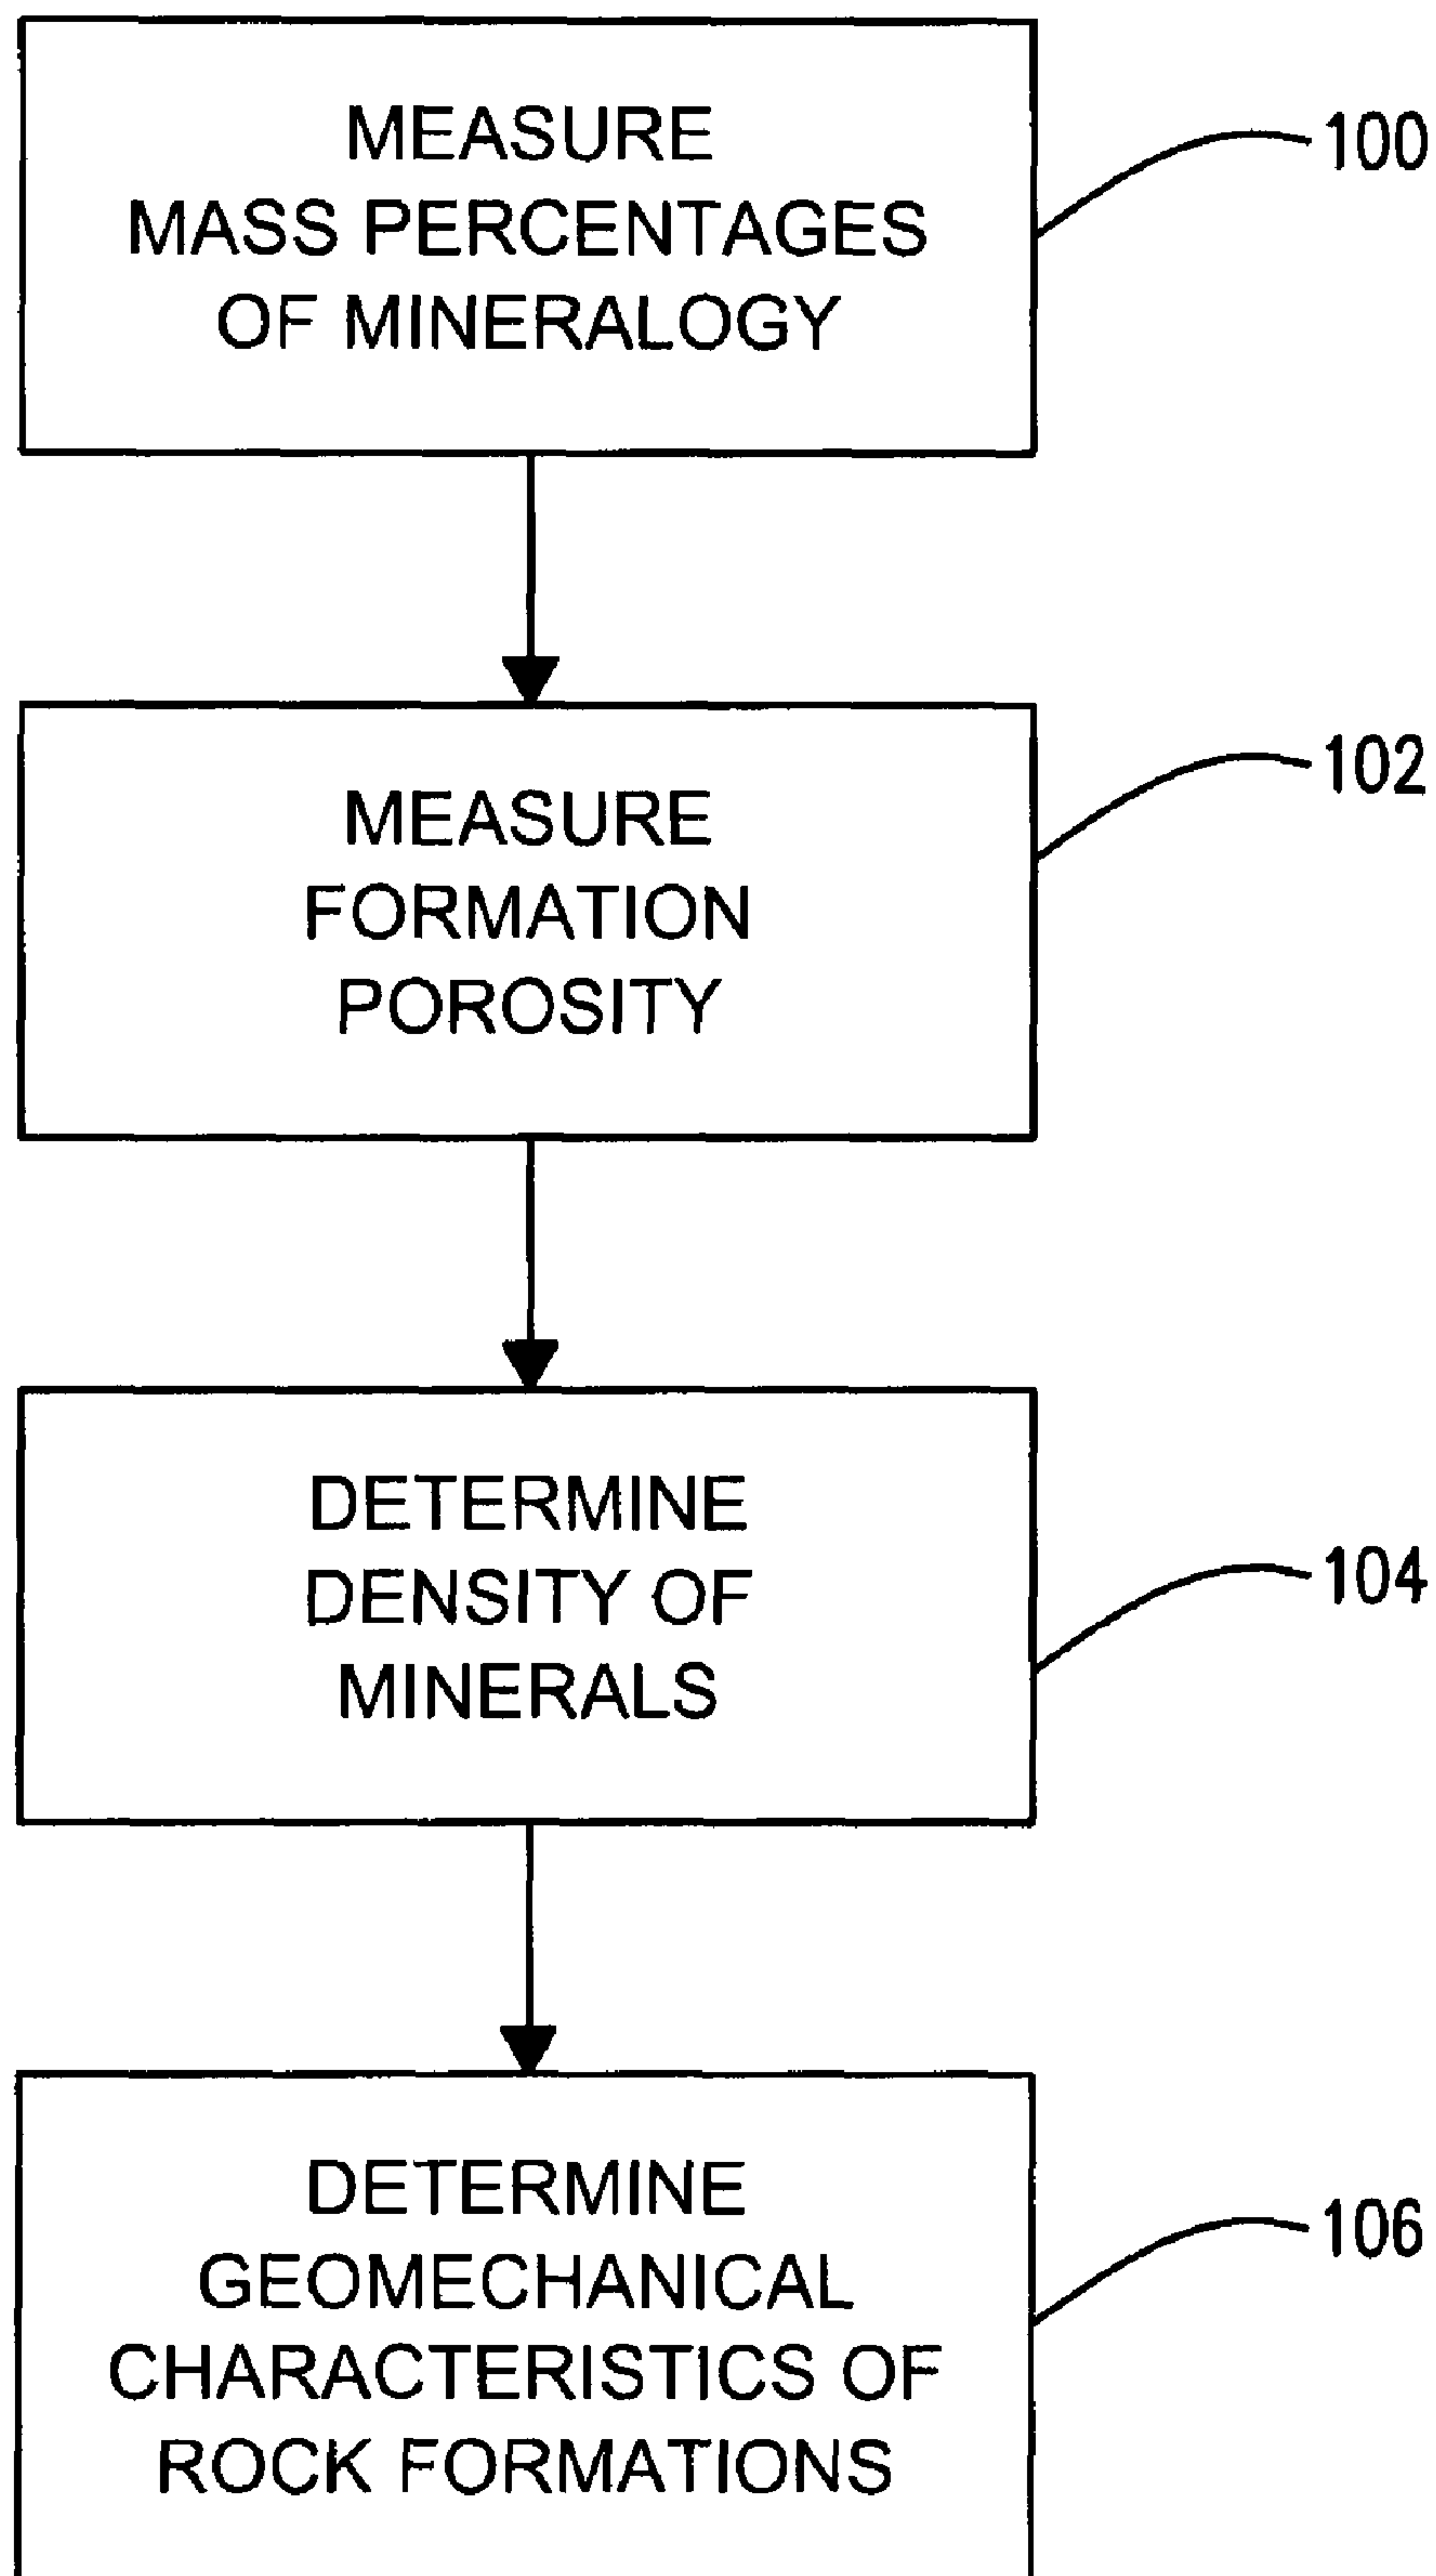 MEASURE
MASS PERCENTAGES
OF MINERALOGY
100
MEASURE
FORMATION
POROSITY
102
DETERMINE
DENSITY OF
MINERALS
104
DETERMINE
GEOMECHANICAL
CHARACTERISTICS OF
ROCK FORMATIONS
106